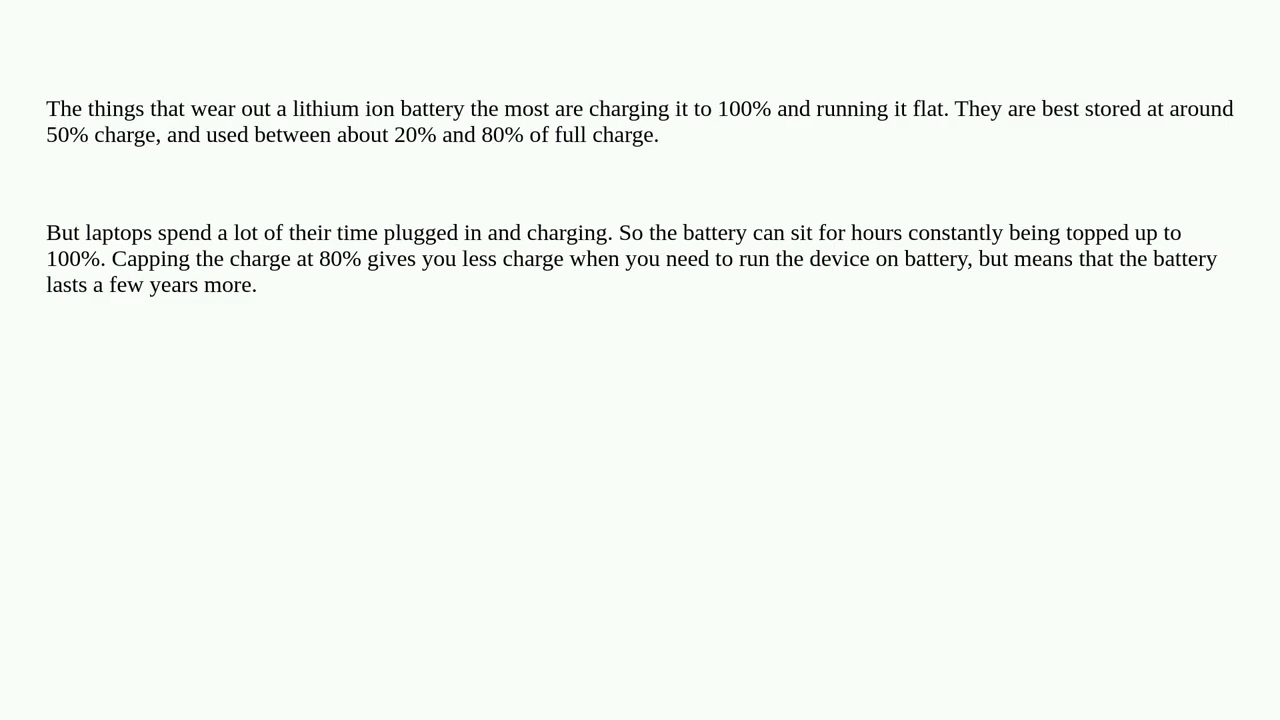 The things that wear out a lithium ion battery the most are charging it to 100% and running it flat. They are best stored at around
50% charge, and used between about 20% and 80% of full charge.
But laptops spend a lot of their time plugged in and charging. So the battery can sit for hours constantly being topped up to
100%. Capping the charge at 80% gives you less charge when you need to run the device on battery, but means that the battery
lasts a few years more.